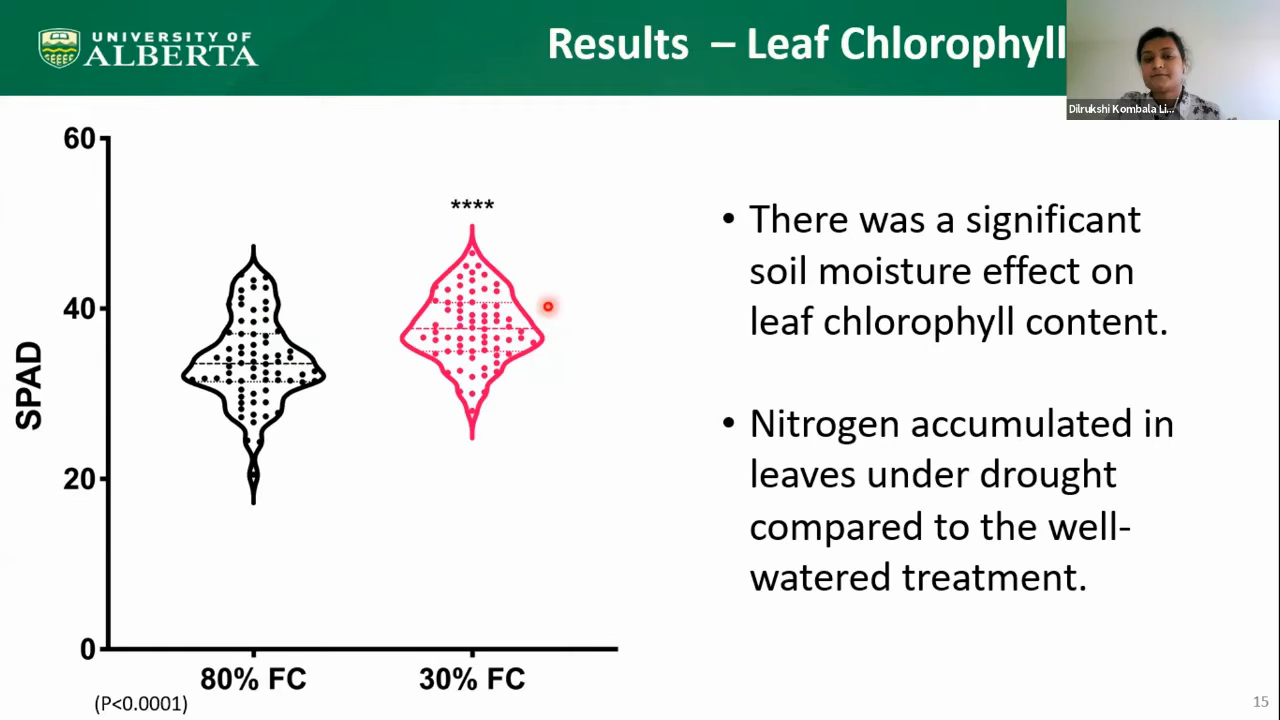 UNIVERSITY OF
ALBERTA
Results – Leaf Chlorophyll
Dilrukshi Kombala Li...
60
40
20
0
SPAD
****
80% FC
30% FC
(P<0.0001)
• There was a significant
soil moisture effect on
leaf chlorophyll content.
• Nitrogen accumulated in
leaves under drought
compared to the well-
watered treatment.
15